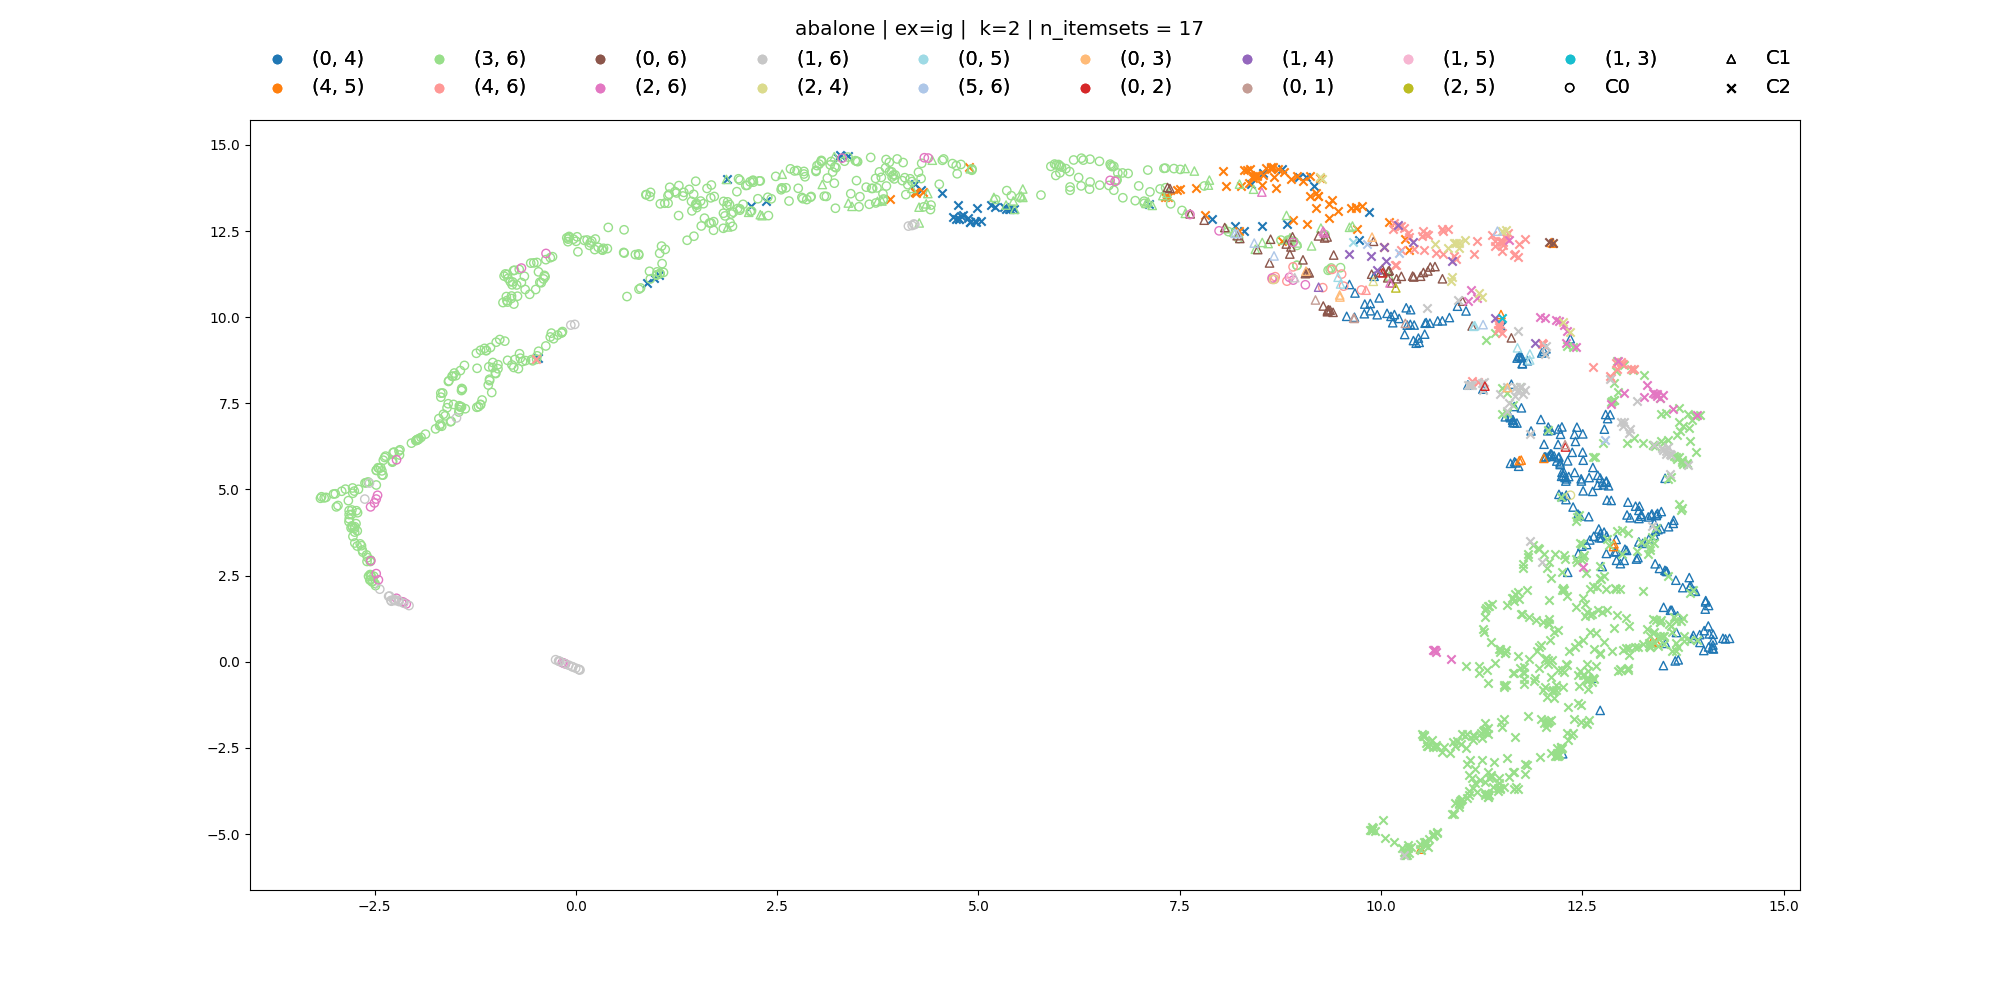 abalone | ex=ig |  k=2 | n_itemsets = 17
(0, 4) (3, 6) (0, 6) (1, 6) (0, 5) (0, 3) (1, 4) (1, 5) (1, 3) C1
(4, 5) (4, 6) (2, 6) (2, 4) (5, 6) (0, 2) (0, 1) (2, 5) C0 C2
15.0
12.5
10.0
7.5
5.0
2.5
0.0
−2.5
−5.0
−2.5 0.0 2.5 5.0 7.5 10.0 12.5 15.0